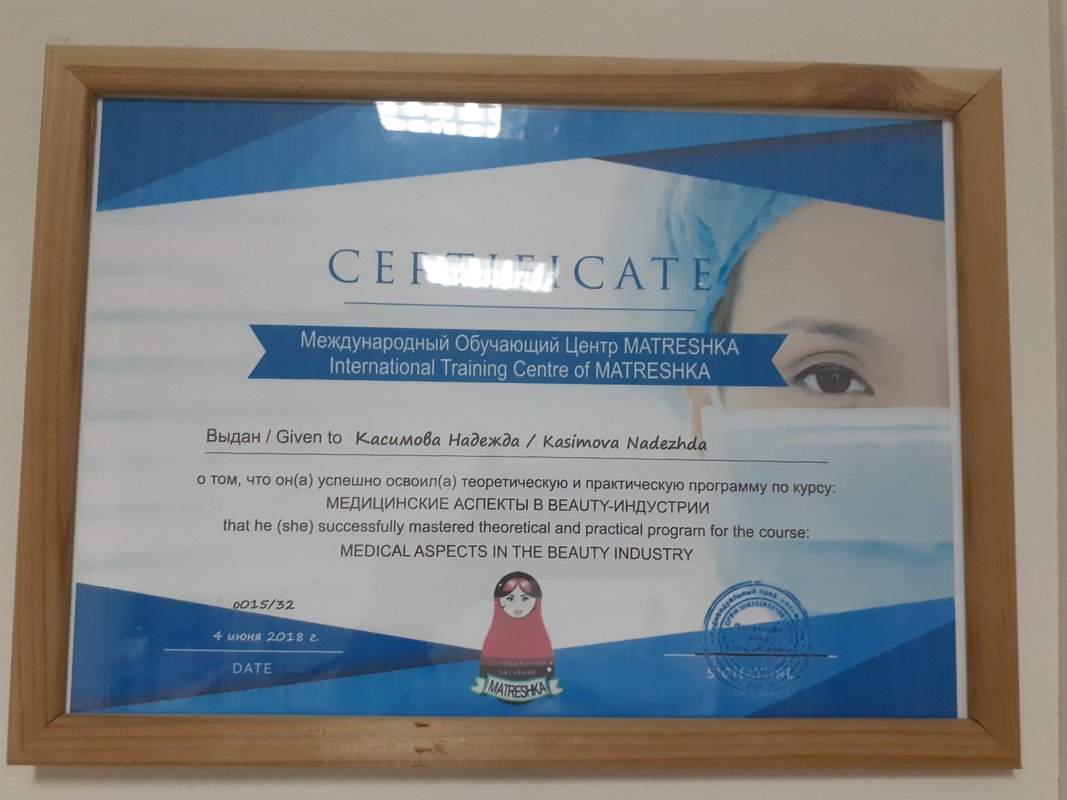 CERTIFICATE
Международный Обучающий Центр MATRESHKA
International Training Centre of MATRESHKA
Выдан / Given to Касимова Надежда / Kasimova Nadezhda
о том, что он(а) успешно освоил(а) теоретическую и практическую программу по курсу:
МЕДИЦИНСКИЕ АСПЕКТЫ В BEAUTY-ИНДУСТРИИ
that he (she) successfully mastered theoretical and practical program for the course:
MEDICAL ASPECTS IN THE BEAUTY INDUSTRY
0015/32
4 июня 2018 г.
DATE
ОБУЧЕНИЕ
MATRESHKA